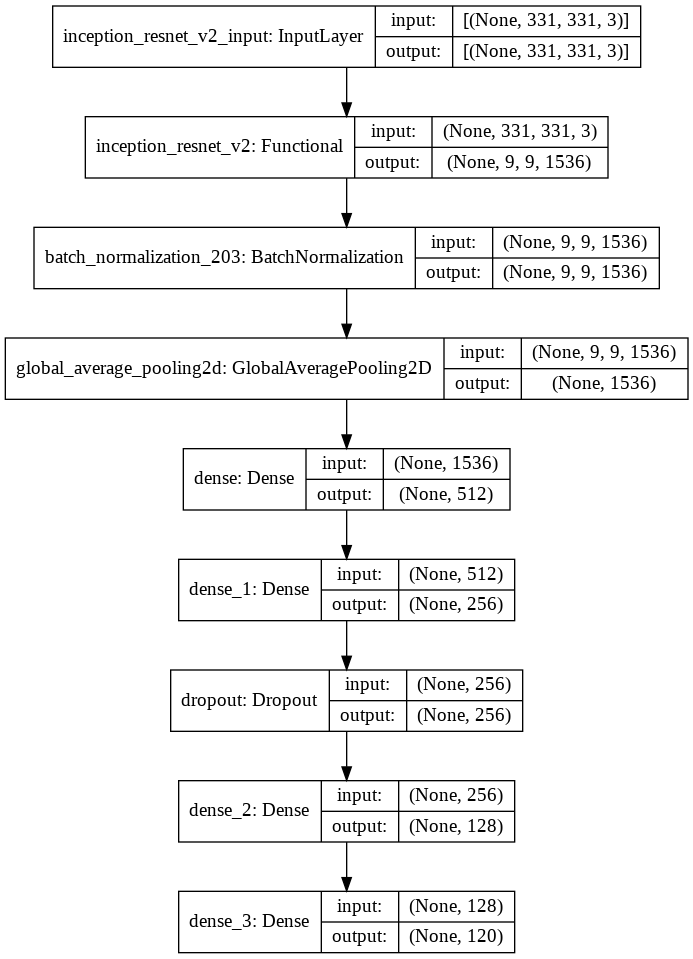 inception_resnet_v2_input: InputLayer
input: [(None, 331, 331, 3)]
output: [(None, 331, 331, 3)]
inception_resnet_v2: Functional
input: (None, 331, 331, 3)
output: (None, 9, 9, 1536)
batch_normalization_203: BatchNormalization
input: (None, 9, 9, 1536)
output: (None, 9, 9, 1536)
global_average_pooling2d: GlobalAveragePooling2D
input: (None, 9, 9, 1536)
output: (None, 1536)
dense: Dense
input: (None, 1536)
output: (None, 512)
dense_1: Dense
input: (None, 512)
output: (None, 256)
dropout: Dropout
input: (None, 256)
output: (None, 256)
dense_2: Dense
input: (None, 256)
output: (None, 128)
dense_3: Dense
input: (None, 128)
output: (None, 120)